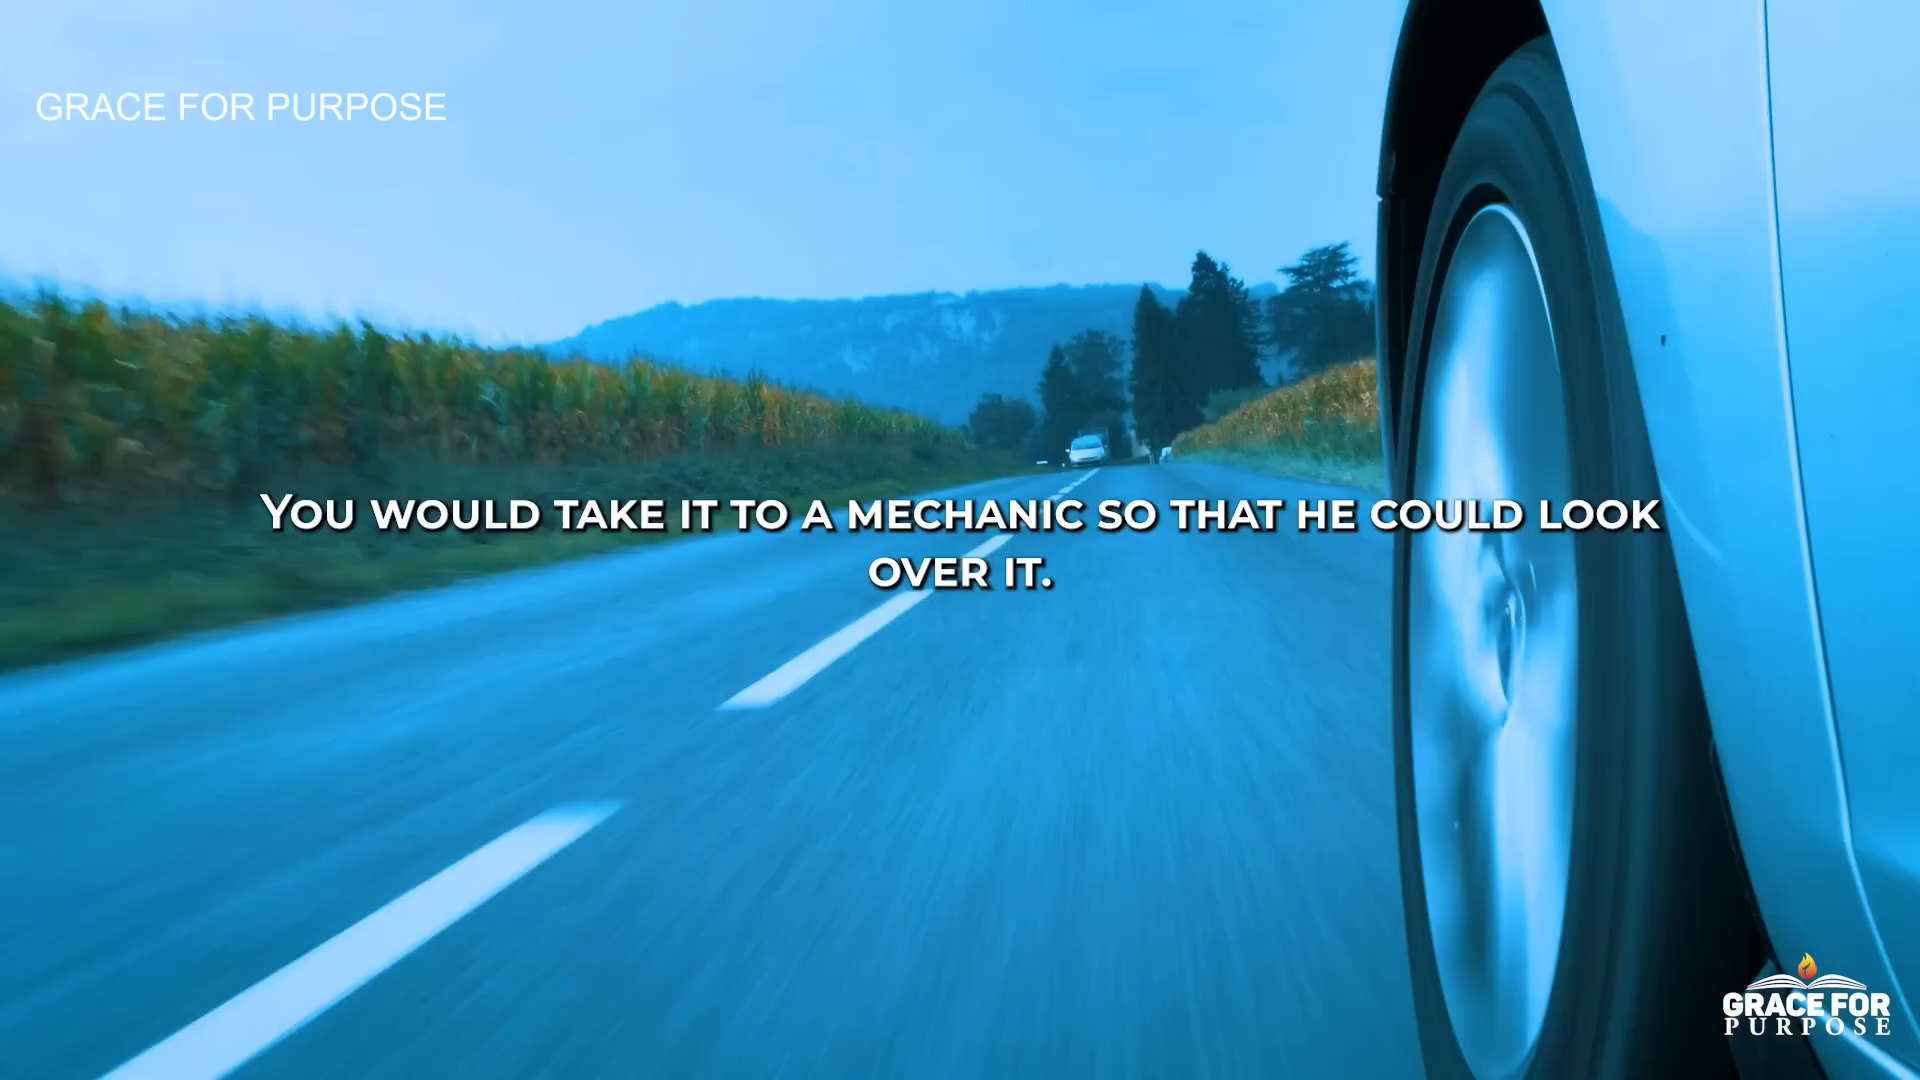 GRACE FOR PURPOSE
YOU WOULD TAKE IT TO A MECHANIC SO THAT HE COULD LOOK
OVER IT.
GRACE FOR
PURPOSE